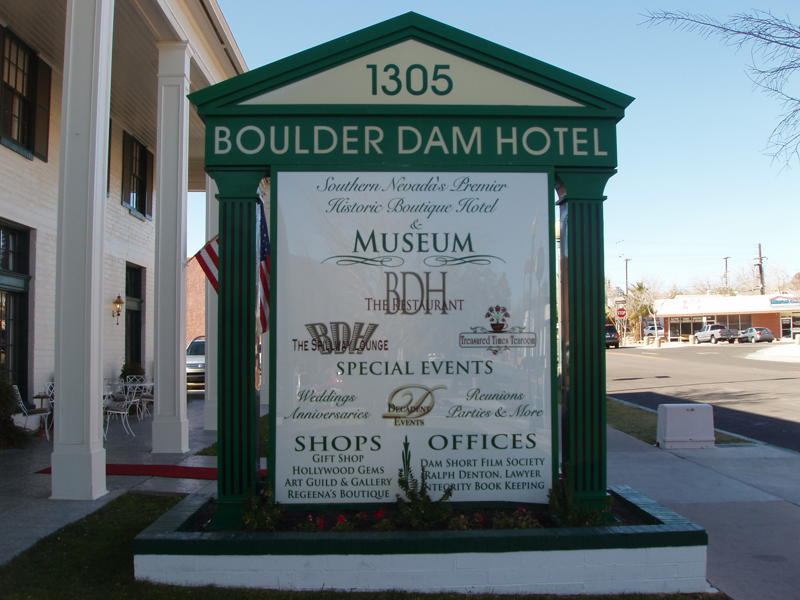 1305
BOULDER DAM HOTEL
Southern Nevada's Premier
Historic Boutique Hotel
&
MUSEUM
BDH
THE RESTAURANT
BDH
THE SPILLWAY LOUNGE
Treasured Times Tearoom
SPECIAL EVENTS
Weddings
Anniversaries
D
DECADENT
EVENTS
Reunions
Parties & More
SHOPS
GIFT SHOP
HOLLYWOOD GEMS
ART GUILD & GALLERY
REGEENA'S BOUTIQUE
OFFICES
DAM SHORT FILM SOCIETY
RALPH DENTON, LAWYER
INTEGRITY BOOK KEEPING
STOP